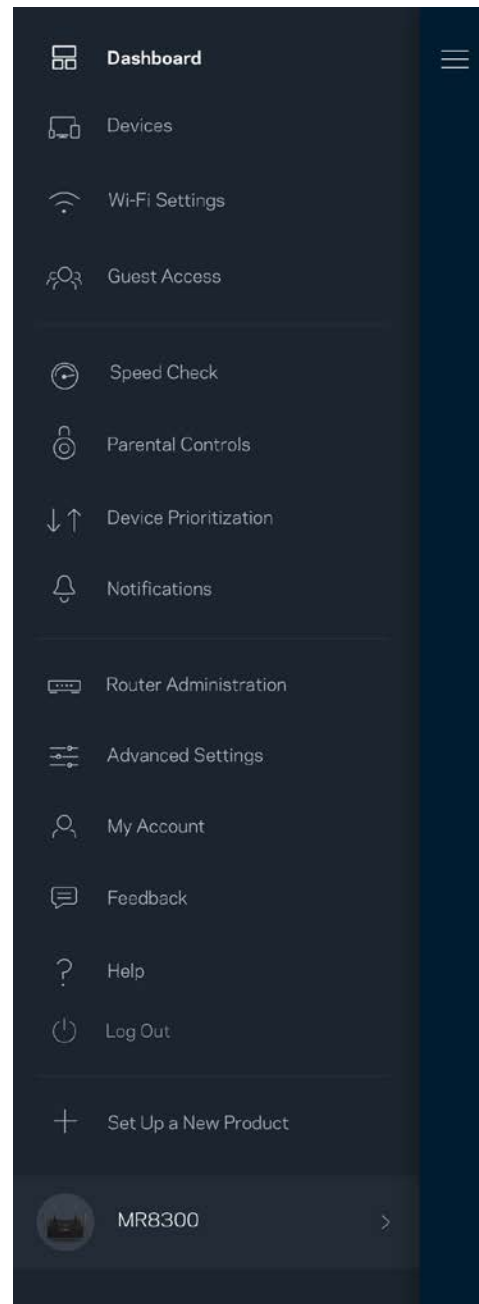 Dashboard
Devices
Wi-Fi Settings
Guest Access
Speed Check
Parental Controls
Device Prioritization
Notifications
Router Administration
Advanced Settings
My Account
Feedback
Help
Log Out
Set Up a New Product
MR8300